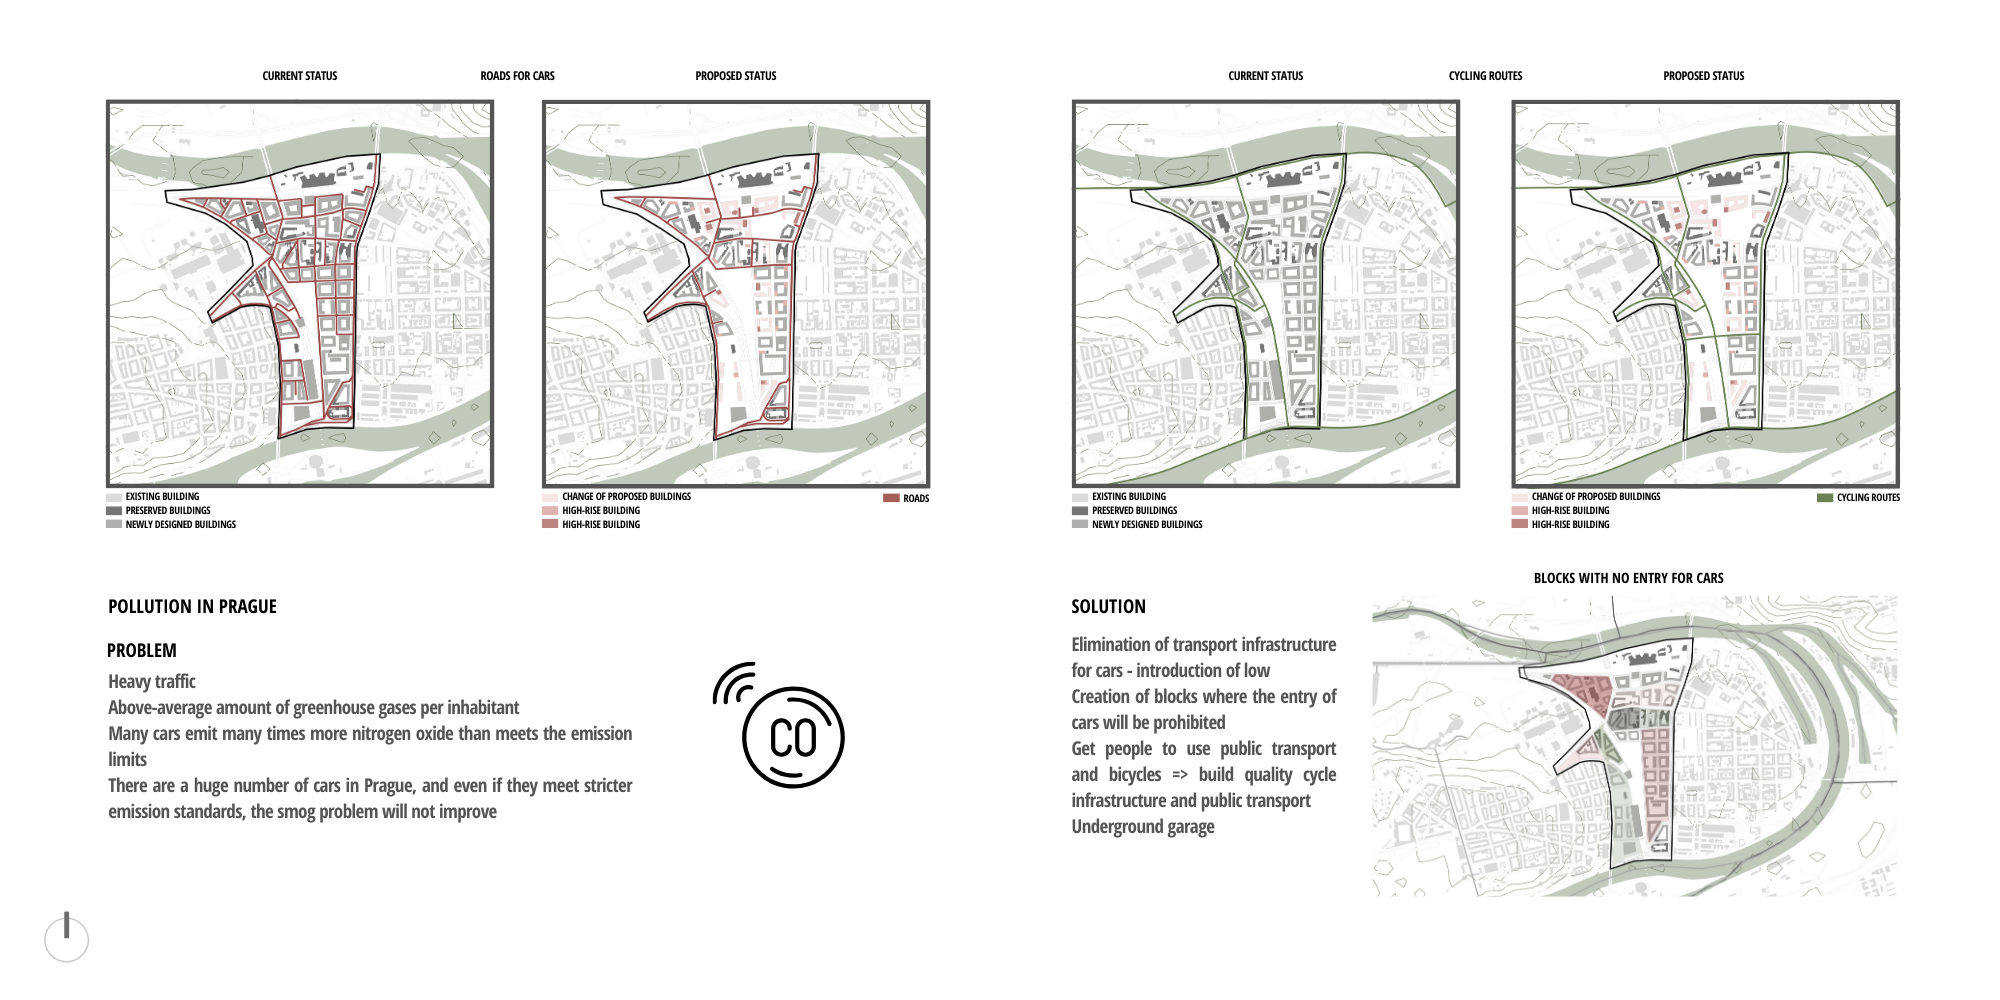 CURRENT STATUS
ROADS FOR CARS
PROPOSED STATUS
EXISTING BUILDING
PRESERVED BUILDINGS
NEWLY DESIGNED BUILDINGS
CHANGE OF PROPOSED BUILDINGS
HIGH-RISE BUILDING
HIGH-RISE BUILDING
ROADS
POLLUTION IN PRAGUE
PROBLEM
Heavy traffic
Above-average amount of greenhouse gases per inhabitant
Many cars emit many times more nitrogen oxide than meets the emission
limits
There are a huge number of cars in Prague, and even if they meet stricter
emission standards, the smog problem will not improve
CO
CURRENT STATUS
CYCLING ROUTES
PROPOSED STATUS
EXISTING BUILDING
PRESERVED BUILDINGS
NEWLY DESIGNED BUILDINGS
CHANGE OF PROPOSED BUILDINGS
HIGH-RISE BUILDING
HIGH-RISE BUILDING
CYCLING ROUTES
SOLUTION
Elimination of transport infrastructure
for cars - introduction of low
Creation of blocks where the entry of
cars will be prohibited
Get people to use public transport
and bicycles => build quality cycle
infrastructure and public transport
Underground garage
BLOCKS WITH NO ENTRY FOR CARS